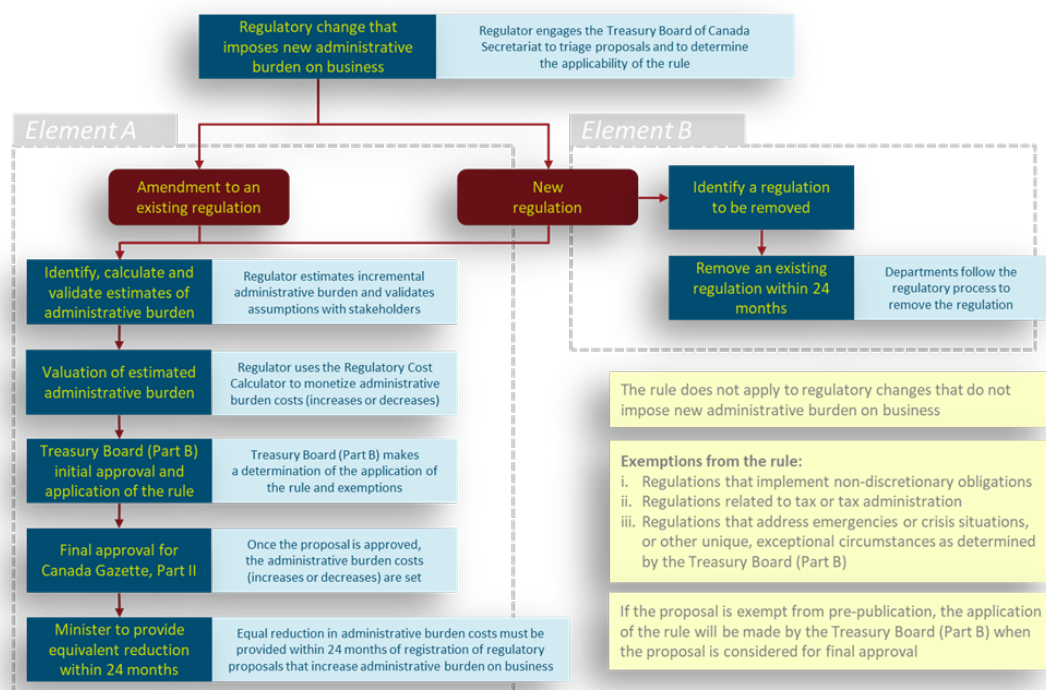 Regulatory change that
imposes new administrative
burden on business
Regulator engages the Treasury Board of Canada
Secretariat to triage proposals and to determine
the applicability of the rule
Element A
Element B
Amendment to an
existing regulation
New
regulation
Identify a regulation
to be removed
Identify, calculate and
validate estimates of
administrative burden
Regulator estimates incremental
administrative burden and validates
assumptions with stakeholders
Remove an existing
regulation within 24
months
Departments follow the
regulatory process to
remove the regulation
Valuation of estimated
administrative burden
Regulator uses the Regulatory Cost
Calculator to monetize administrative
burden costs (increases or decreases)
Treasury Board (Part B)
initial approval and
application of the rule
Treasury Board (Part B) makes
a determination of the application of
the rule and exemptions
Final approval for
Canada Gazette, Part II
Once the proposal is approved,
the administrative burden costs
(increases or decreases) are set
Minister to provide
equivalent reduction
within 24 months
Equal reduction in administrative burden costs must be
provided within 24 months of registration of regulatory
proposals that increase administrative burden on business
The rule does not apply to regulatory changes that do not
impose new administrative burden on business
Exemptions from the rule:
i. Regulations that implement non-discretionary obligations
ii. Regulations related to tax or tax administration
iii. Regulations that address emergencies or crisis situations,
or other unique, exceptional circumstances as determined
by the Treasury Board (Part B)
If the proposal is exempt from pre-publication, the application
of the rule will be made by the Treasury Board (Part B) when
the proposal is considered for final approval